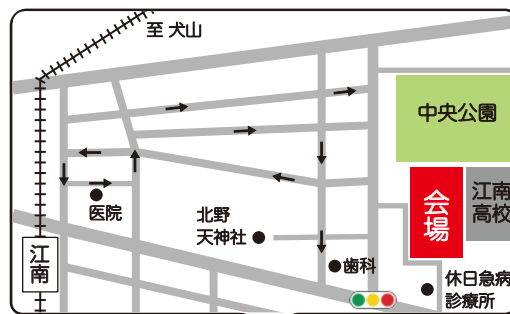 至 犬山
中央公園
会場
江南
高校
医院
北野
天神社
江南
歯科
休日急病
診療所